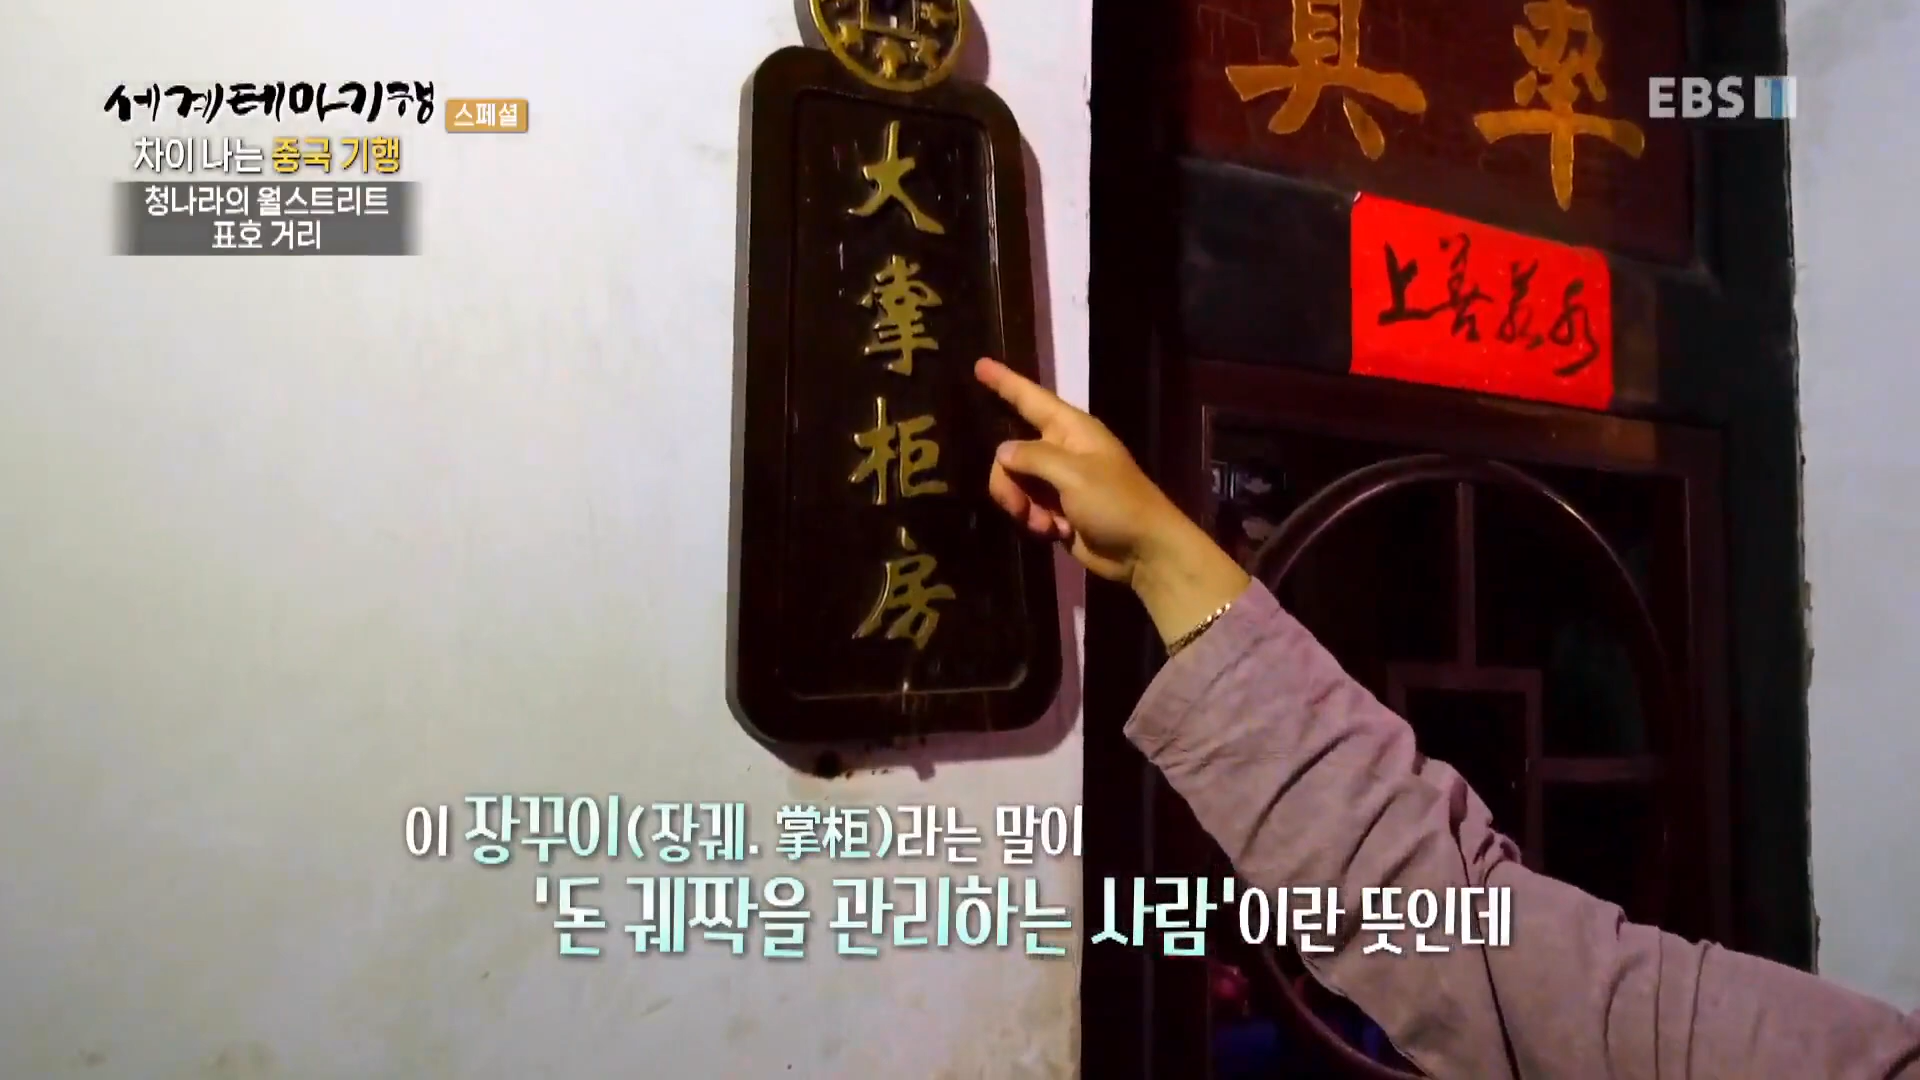 세계테마기행 스페셜
차이 나는 중국 기행
청나라의 월스트리트
표호 거리
EBS 1
大掌柜房
真率
上善若水
이 장꾸이(장궤. 掌柜)라는 말이
'돈 궤짝을 관리하는 사람'이란 뜻인데